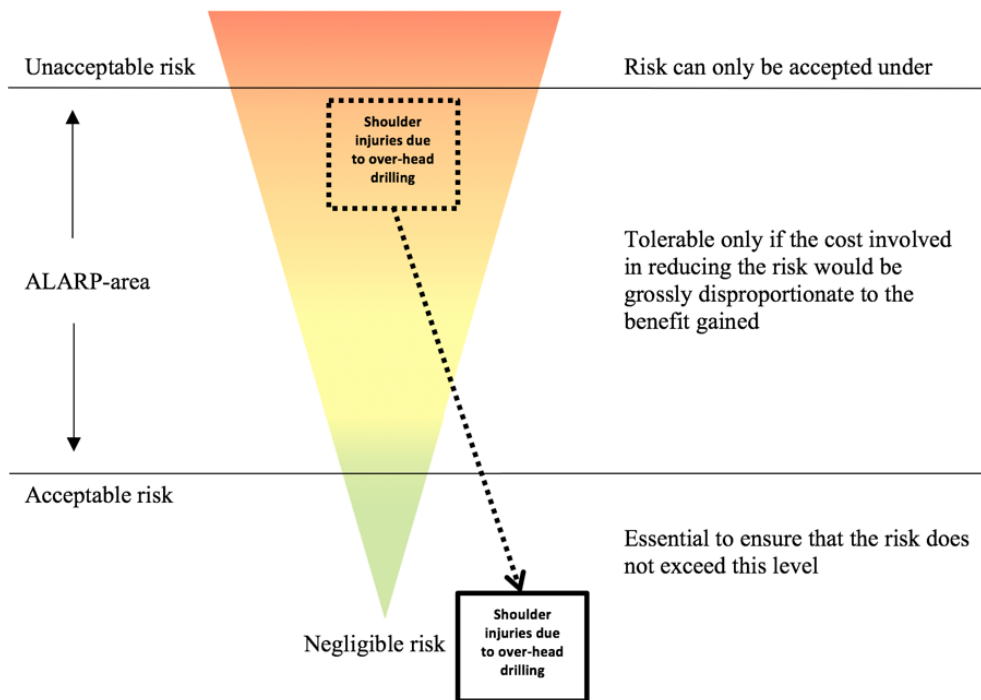 Unacceptable risk
Risk can only be accepted under
Shoulder
injuries due
to over-head
drilling
Tolerable only if the cost involved
in reducing the risk would be
grossly disproportionate to the
benefit gained
ALARP-area
Acceptable risk
Essential to ensure that the risk does
not exceed this level
Negligible risk
Shoulder
injuries due
to over-head
drilling